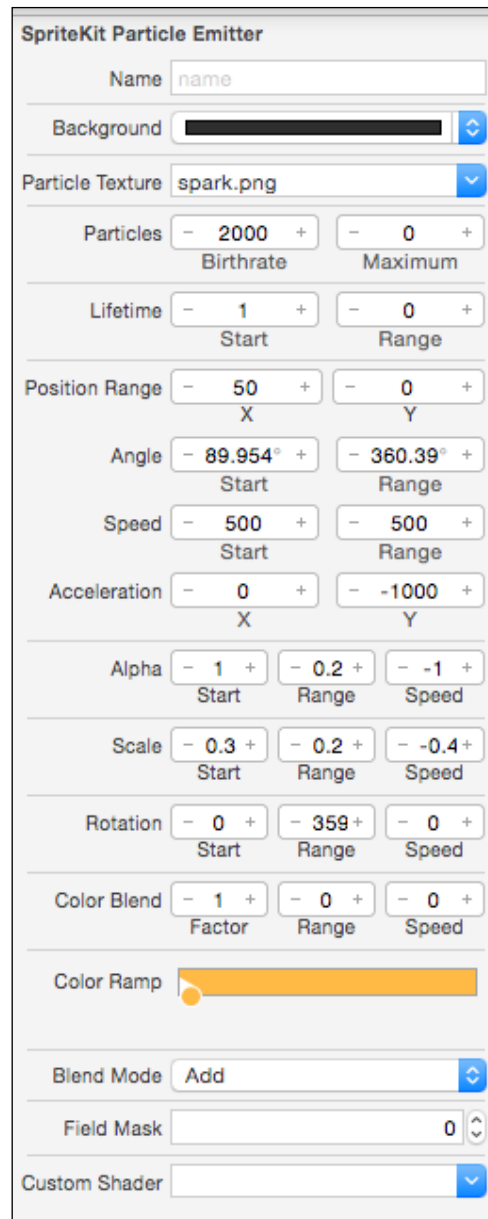 SpriteKit Particle Emitter
Name name
Background
Particle Texture spark.png
Particles - 2000 + - 0 +
Birthrate Maximum
Lifetime - 1 + - 0 +
Start Range
Position Range - 50 + - 0 +
X Y
Angle - 89.954° + - 360.39° +
Start Range
Speed - 500 + - 500 +
Start Range
Acceleration - 0 + - -1000 +
X Y
Alpha - 1 + - 0.2 + - -1 +
Start Range Speed
Scale - 0.3 + - 0.2 + - -0.4 +
Start Range Speed
Rotation - 0 + - 359 + - 0 +
Start Range Speed
Color Blend - 1 + - 0 + - 0 +
Factor Range Speed
Color Ramp
Blend Mode Add
Field Mask 0
Custom Shader